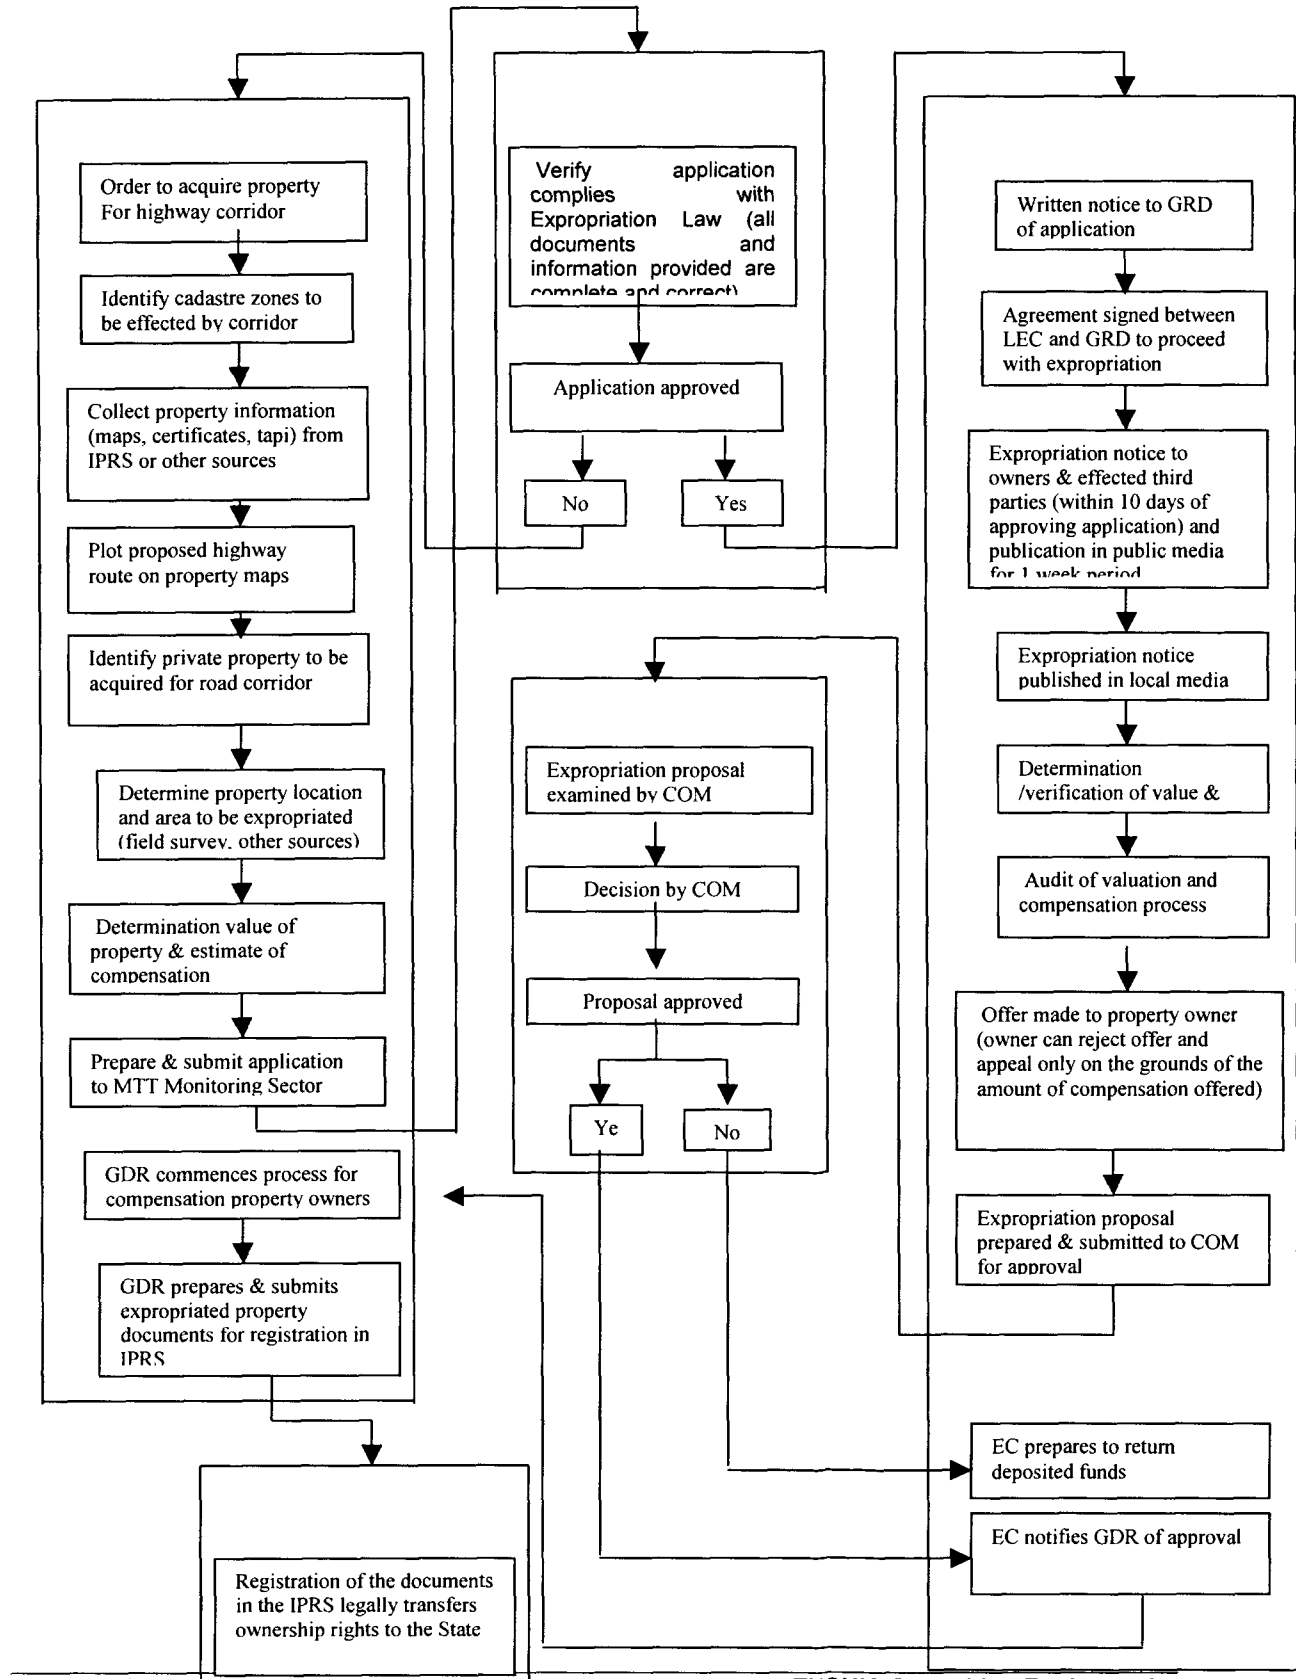 Order to acquire property
For highway corridor
Identify cadastre zones to
be effected by corridor
Collect property information
(maps, certificates, tapi) from
IPRS or other sources
Plot proposed highway
route on property maps
Identify private property to be
acquired for road corridor
Determine property location
and area to be expropriated
(field survey, other sources)
Determination value of
property & estimate of
compensation
Prepare & submit application
to MTT Monitoring Sector
GDR commences process for
compensation property owners
GDR prepares & submits
expropriated property
documents for registration in
IPRS
Registration of the documents
in the IPRS legally transfers
ownership rights to the State
Verify application
complies with
Expropriation Law (all
documents and
information provided are
complete and correct)
Application approved
No
Yes
Expropriation proposal
examined by COM
Decision by COM
Proposal approved
Ye
No
Written notice to GRD
of application
Agreement signed between
LEC and GRD to proceed
with expropriation
Expropriation notice to
owners & effected third
parties (within 10 days of
approving application) and
publication in public media
for 1 week period
Expropriation notice
published in local media
Determination
/verification of value &
Audit of valuation and
compensation process
Offer made to property owner
(owner can reject offer and
appeal only on the grounds of the
amount of compensation offered)
Expropriation proposal
prepared & submitted to COM
for approval
EC prepares to return
deposited funds
EC notifies GDR of approval